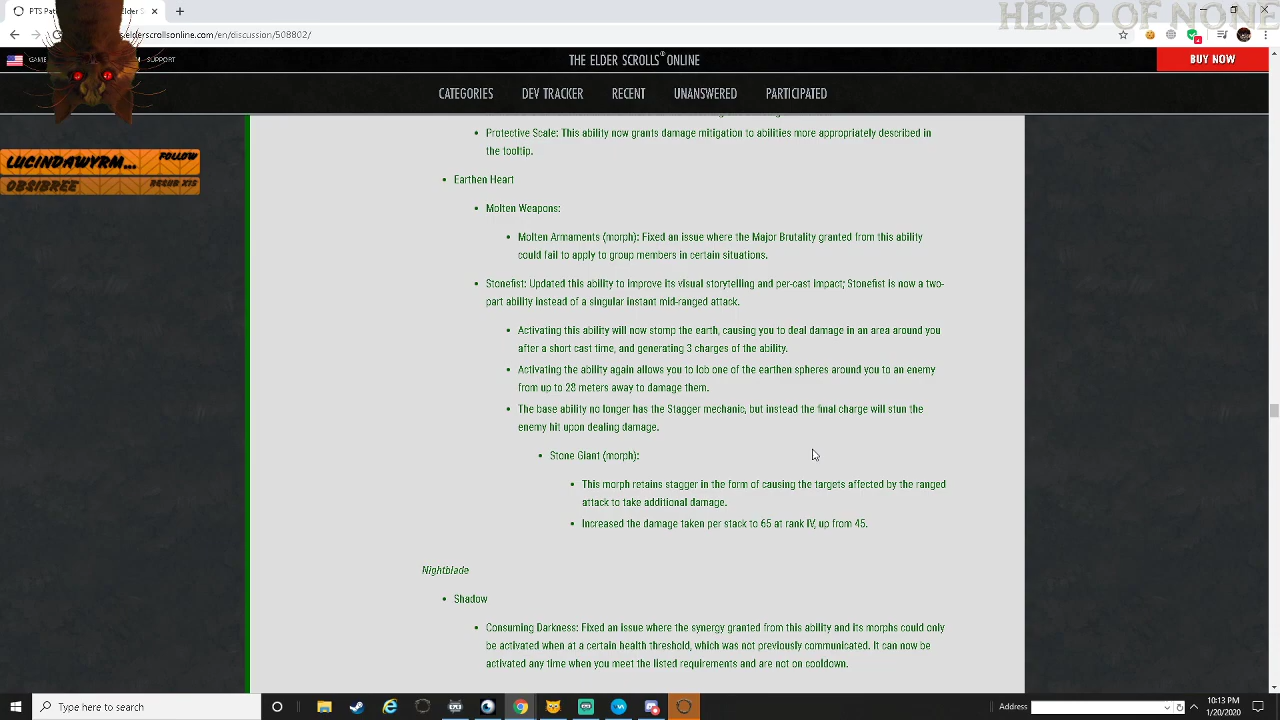 HERO OF NONE
PTS Pat
elderscrollsonline.com/en/discussion/508832/
GAME
SUPPORT
THE ELDER SCROLLS® ONLINE
BUY NOW
CATEGORIES DEV TRACKER RECENT UNANSWERED PARTICIPATED
LUCINDAWYRM... FOLLOW
OBSIBREE RESUB X15
• Protective Scale: This ability now grants damage mitigation to abilities more appropriately described in
the tooltip.
• Earthen Heart
• Molten Weapons:
• Molten Armaments (morph): Fixed an issue where the Major Brutality granted from this ability
could fail to apply to group members in certain situations.
• Stonefist: Updated this ability to improve its visual storytelling and per-cast impact; Stonefist is now a two-
part ability instead of a singular instant mid-ranged attack.
• Activating this ability will now stomp the earth, causing you to deal damage in an area around you
after a short cast time, and generating 3 charges of the ability.
• Activating the ability again allows you to lob one of the earthen spheres around you to an enemy
from up to 28 meters away to damage them.
• The base ability no longer has the Stagger mechanic, but instead the final charge will stun the
enemy hit upon dealing damage.
• Stone Giant (morph):
• This morph retains stagger in the form of causing the targets affected by the ranged
attack to take additional damage.
• Increased the damage taken per stack to 65 at rank IV, up from 45.
Nightblade
• Shadow
• Consuming Darkness: Fixed an issue where the synergy granted from this ability and its morphs could only
be activated when at a certain health threshold, which was not previously communicated. It can now be
activated any time when you meet the listed requirements and are not on cooldown.
Type here to search
Address
10:13 PM
1/20/2020